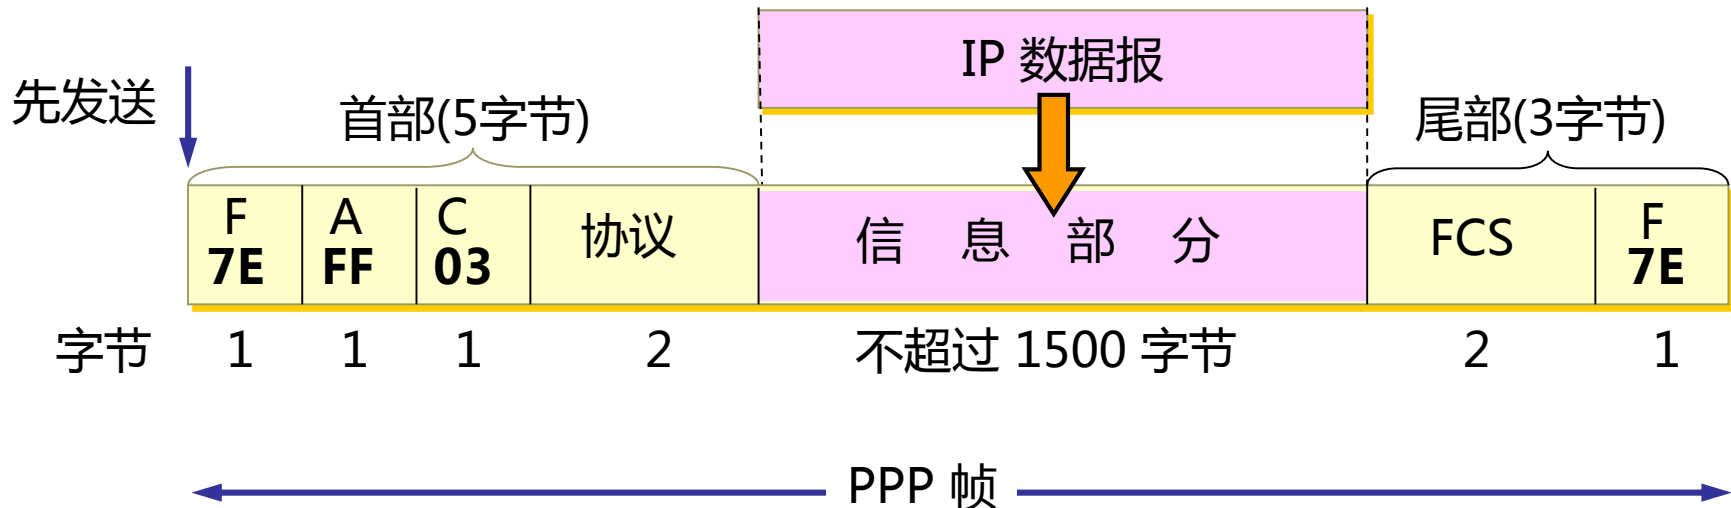 IP 数据报
先发送
首部(5字节)
尾部(3字节)
F A C 协议 信息部分 FCS F
7E FF 03 7E
字节 1 1 1 2 不超过 1500 字节 2 1
PPP 帧